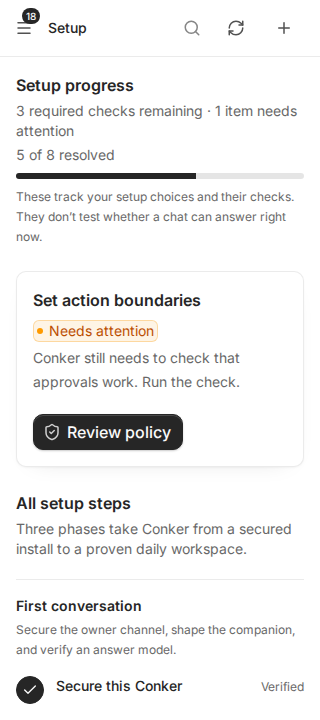 18
Setup
Setup progress
3 required checks remaining · 1 item needs
attention
5 of 8 resolved
These track your setup choices and their checks.
They don't test whether a chat can answer right
now.
Set action boundaries
Needs attention
Conker still needs to check that
approvals work. Run the check.
Review policy
All setup steps
Three phases take Conker from a secured
install to a proven daily workspace.
First conversation
Secure the owner channel, shape the companion,
and verify an answer model.
Secure this Conker Verified